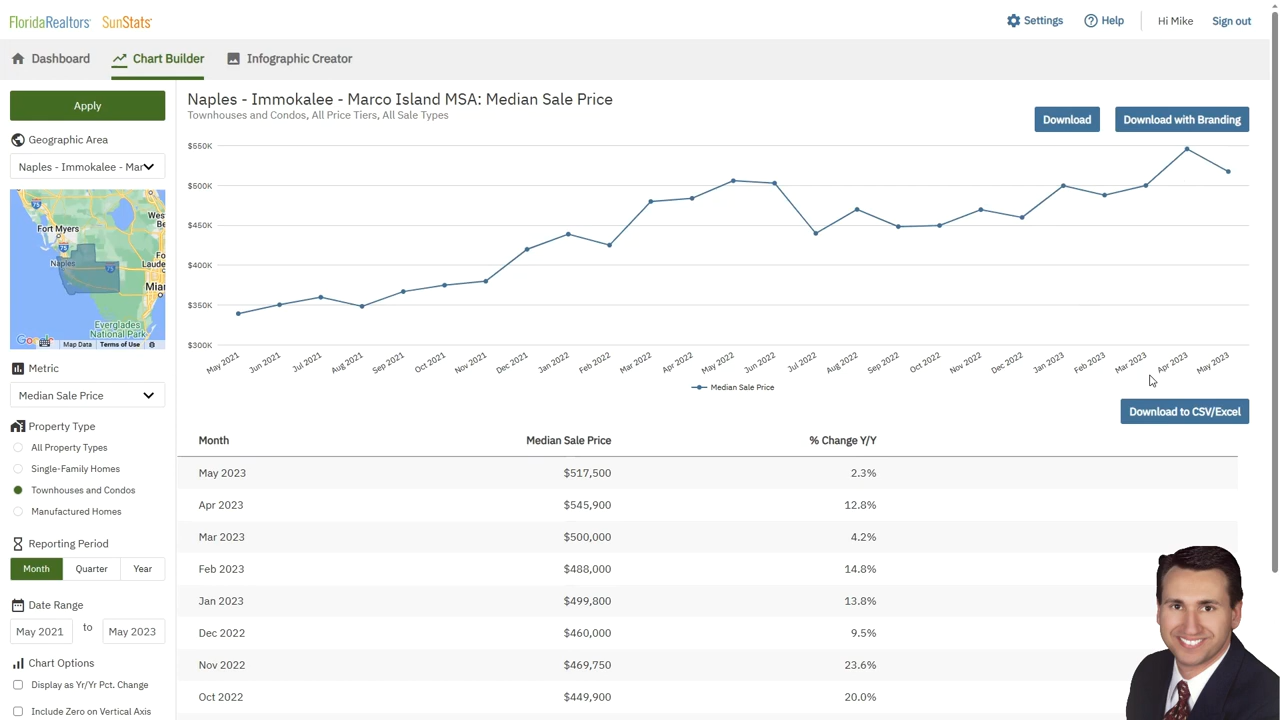 FloridaRealtors SunStats
Settings Help Hi Mike Sign out
Dashboard Chart Builder Infographic Creator
Apply
Geographic Area
Naples - Immokalee - Mar
Fort Myers
Naples
75
75
75
West
Be
Fo
Laude
Miam
Everglades
National Park
Google Map Data Terms of Use
Metric
Median Sale Price
Property Type
All Property Types
Single-Family Homes
Townhouses and Condos
Manufactured Homes
Reporting Period
Month Quarter Year
Date Range
May 2021 to May 2023
Chart Options
Display as Yr/Yr Pct. Change
Include Zero on Vertical Axis
Naples - Immokalee - Marco Island MSA: Median Sale Price
Townhouses and Condos, All Price Tiers, All Sale Types
Download Download with Branding
$550K
$500K
$450K
$400K
$350K
$300K
May 2021 Jun 2021 Jul 2021 Aug 2021 Sep 2021 Oct 2021 Nov 2021 Dec 2021 Jan 2022 Feb 2022 Mar 2022 Apr 2022 May 2022 Jun 2022 Jul 2022 Aug 2022 Sep 2022 Oct 2022 Nov 2022 Dec 2022 Jan 2023 Feb 2023 Mar 2023 Apr 2023 May 2023
Median Sale Price
Download to CSV/Excel
Month Median Sale Price % Change Y/Y
May 2023 $517,500 2.3%
Apr 2023 $545,900 12.8%
Mar 2023 $500,000 4.2%
Feb 2023 $488,000 14.8%
Jan 2023 $499,800 13.8%
Dec 2022 $460,000 9.5%
Nov 2022 $469,750 23.6%
Oct 2022 $449,900 20.0%